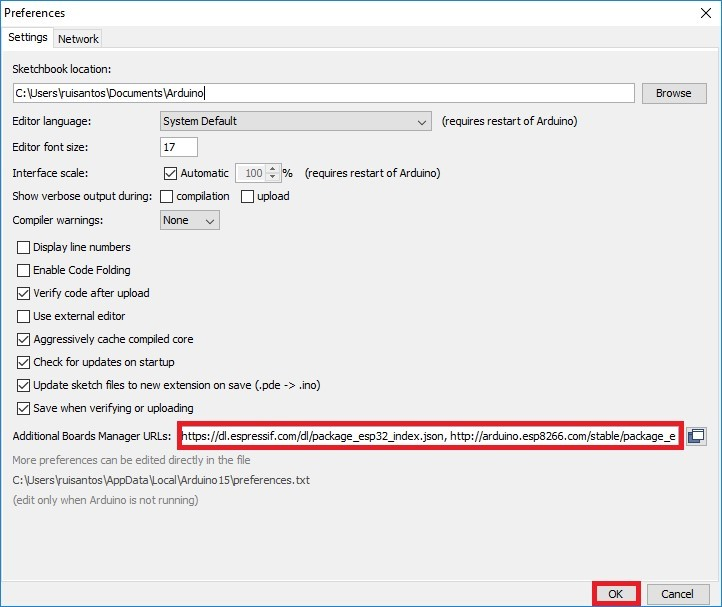 Preferences
Settings Network
Sketchbook location:
C:\Users\ruisantos\Documents\Arduino Browse
Editor language: System Default (requires restart of Arduino)
Editor font size: 17
Interface scale: Automatic 100 % (requires restart of Arduino)
Show verbose output during: compilation upload
Compiler warnings: None
Display line numbers
Enable Code Folding
Verify code after upload
Use external editor
Aggressively cache compiled core
Check for updates on startup
Update sketch files to new extension on save (.pde -> .ino)
Save when verifying or uploading
Additional Boards Manager URLs: https://dl.espressif.com/dl/package_esp32_index.json, http://arduino.esp8266.com/stable/package_e
More preferences can be edited directly in the file
C:\Users\ruisantos\AppData\Local\Arduino15\preferences.txt
(edit only when Arduino is not running)
OK Cancel